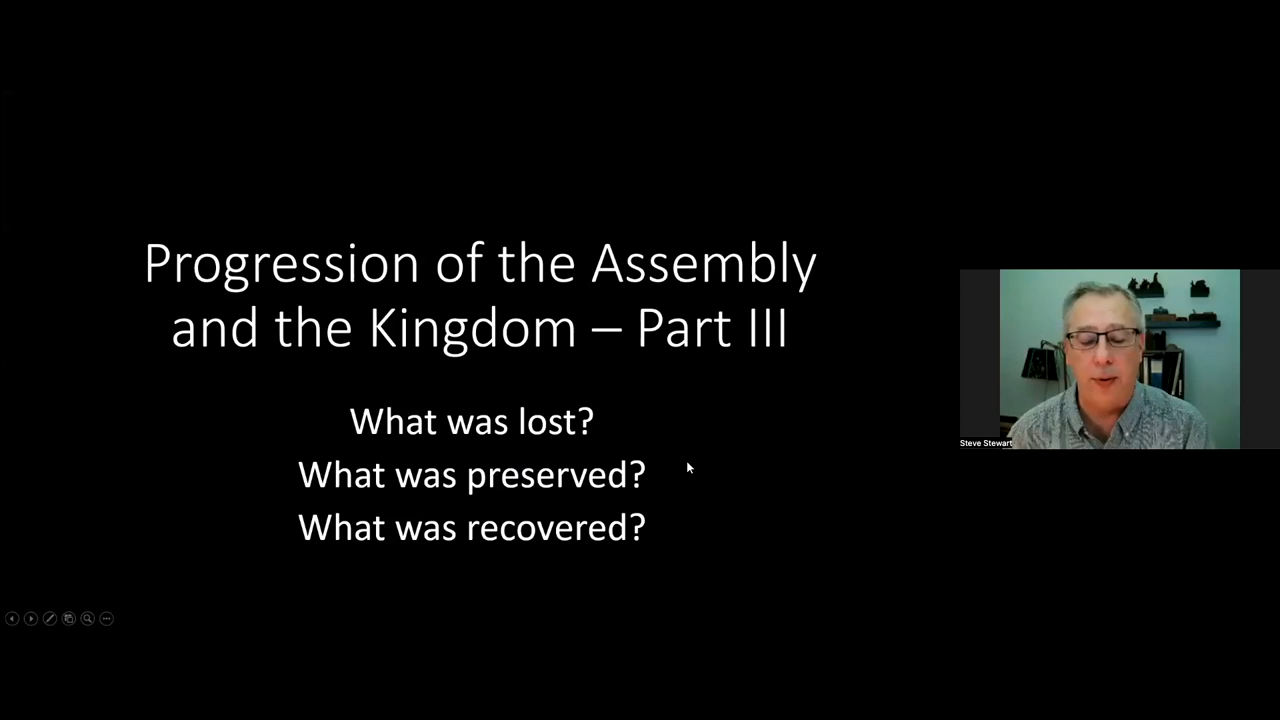 Progression of the Assembly
and the Kingdom – Part III
What was lost?
What was preserved?
What was recovered?
Steve Stewart